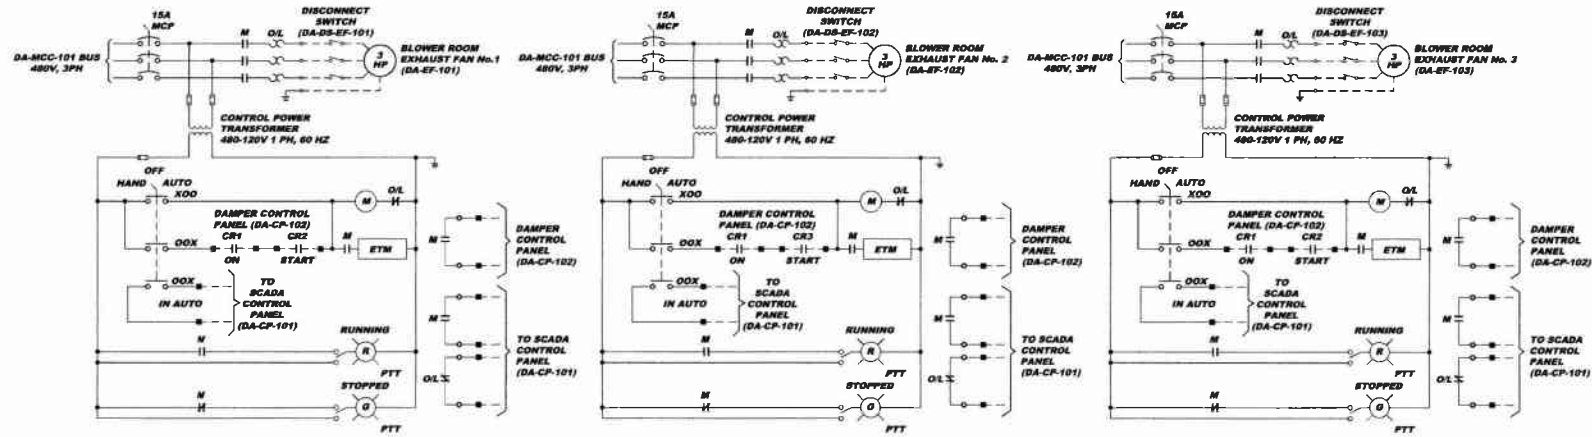 15A
MCP
DISCONNECT
SWITCH
(DA-DS-EF-101)
M
O/L
DA-MCC-101 BUS
480V, 3PH
3
HP
BLOWER ROOM
EXHAUST FAN No.1
(DA-EF-101)
CONTROL POWER
TRANSFORMER
480-120V 1 PH, 60 HZ
OFF
HAND
AUTO
XOO
M
O/L
DAMPER CONTROL
PANEL (DA-CP-102)
OOX
CR1
CR2
M
ETM
ON
START
OOX
IN AUTO
TO
SCADA
CONTROL
PANEL
(DA-CP-101)
M
DAMPER
CONTROL
PANEL
(DA-CP-102)
M
O/L
TO SCADA
CONTROL
PANEL
(DA-CP-101)
M
RUNNING
R
PTT
M
STOPPED
G
PTT
15A
MCP
DISCONNECT
SWITCH
(DA-DS-EF-102)
M
O/L
DA-MCC-101 BUS
480V, 3PH
3
HP
BLOWER ROOM
EXHAUST FAN No. 2
(DA-EF-102)
CONTROL POWER
TRANSFORMER
480-120V 1 PH, 60 HZ
OFF
HAND
AUTO
XOO
M
O/L
DAMPER CONTROL
PANEL (DA-CP-102)
OOX
CR1
CR3
M
ETM
ON
START
OOX
IN AUTO
TO
SCADA
CONTROL
PANEL
(DA-CP-101)
M
DAMPER
CONTROL
PANEL
(DA-CP-102)
M
O/L
TO SCADA
CONTROL
PANEL
(DA-CP-101)
M
RUNNING
R
PTT
M
STOPPED
G
PTT
15A
MCP
DISCONNECT
SWITCH
(DA-DS-EF-103)
M
O/L
DA-MCC-101 BUS
480V, 3PH
3
HP
BLOWER ROOM
EXHAUST FAN No. 3
(DA-EF-103)
CONTROL POWER
TRANSFORMER
480-120V 1 PH, 60 HZ
OFF
HAND
AUTO
XOO
M
O/L
DAMPER CONTROL
PANEL (DA-CP-102)
OOX
CR1
CR2
M
ETM
ON
START
OOX
IN AUTO
TO
SCADA
CONTROL
PANEL
(DA-CP-101)
M
DAMPER
CONTROL
PANEL
(DA-CP-102)
M
O/L
TO SCADA
CONTROL
PANEL
(DA-CP-101)
M
RUNNING
R
PTT
M
STOPPED
G
PTT